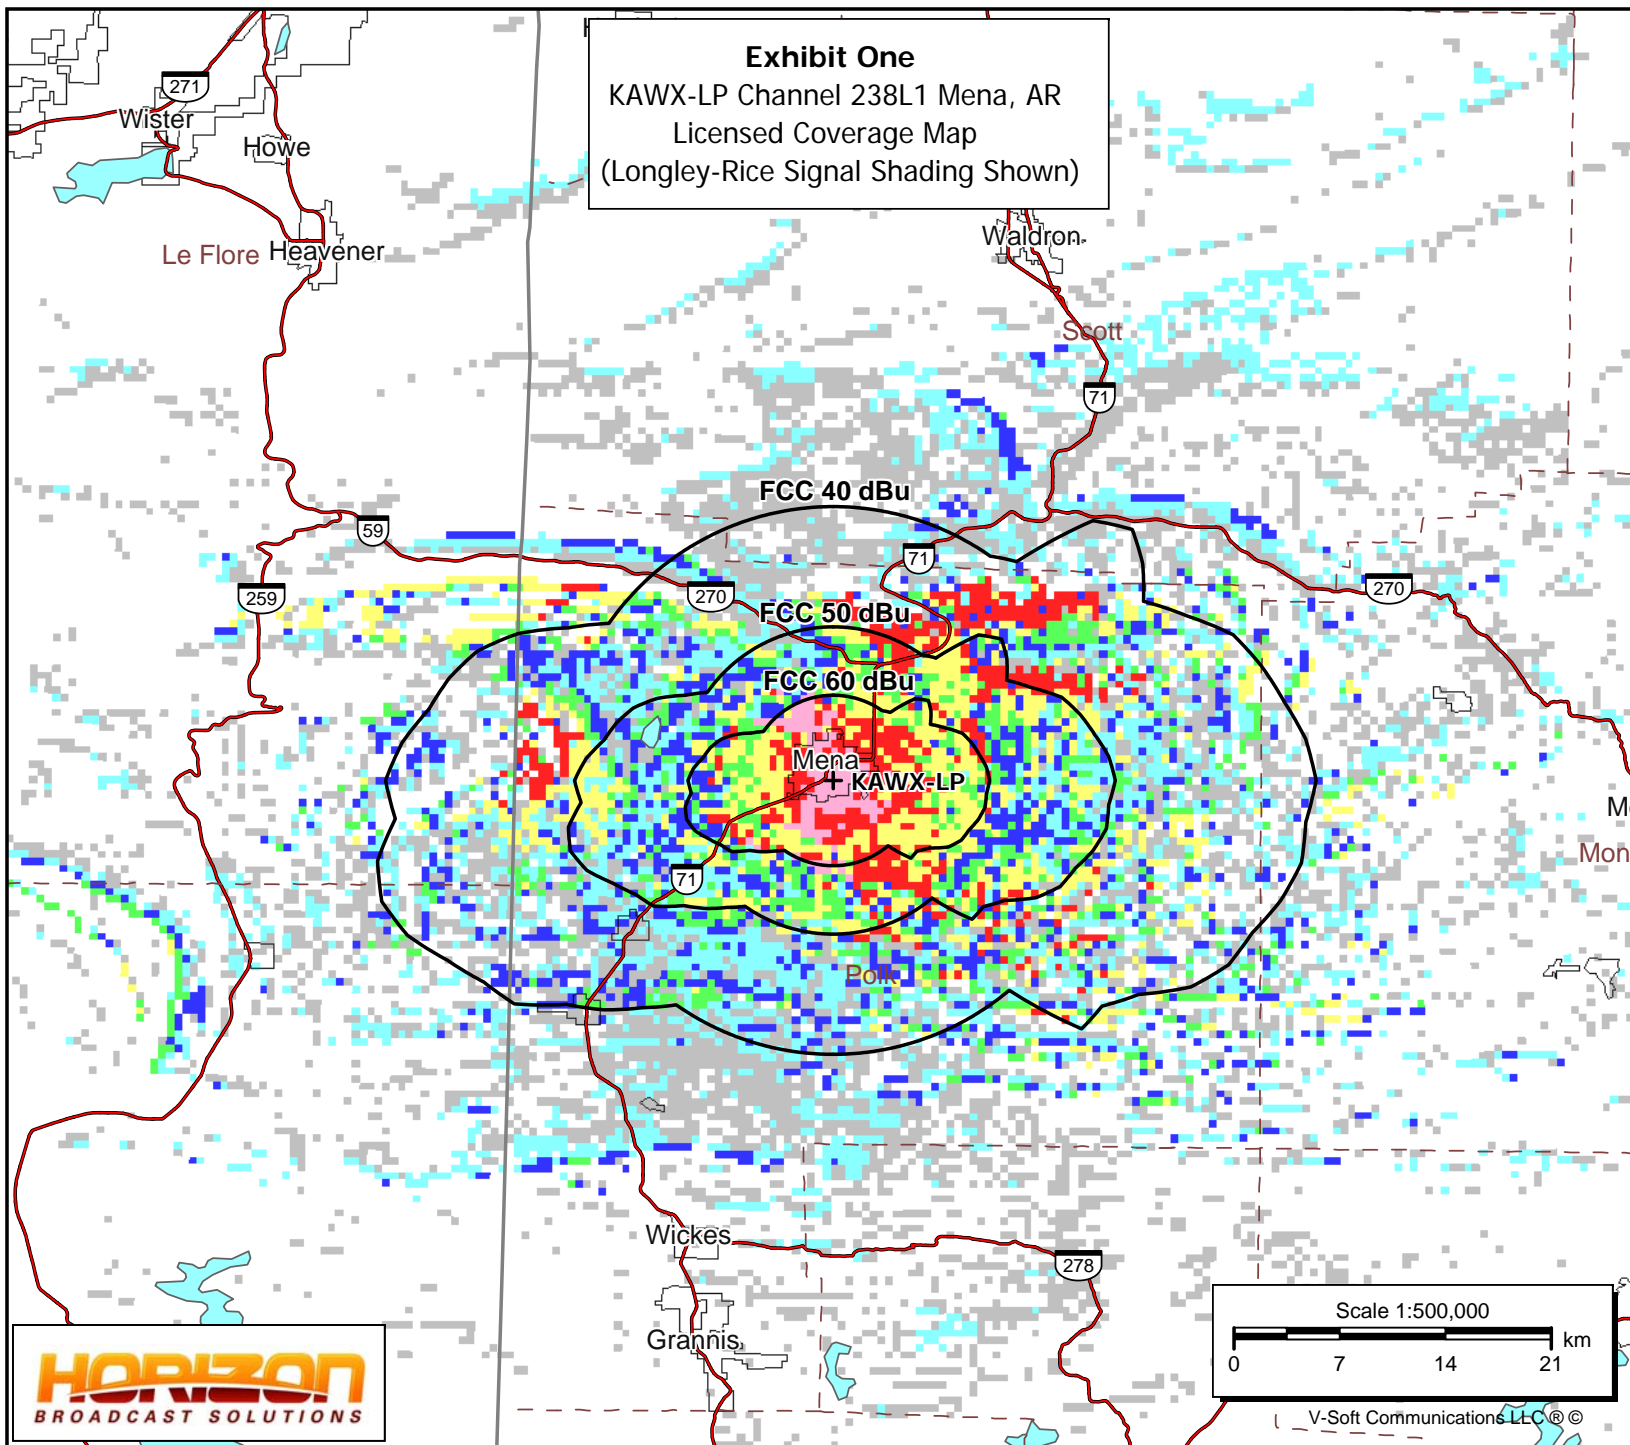 Exhibit One
KAWX-LP Channel 238L1 Mena, AR
Licensed Coverage Map
(Longley-Rice Signal Shading Shown)
271
Wister
Howe
Le Flore
Heavener
Waldron
Scott
71
FCC 40 dBu
59
71
259
270
270
FCC 50 dBu
FCC 60 dBu
Mena
KAWX-LP
Mon
71
Polk
Wickes
278
Grannis
Scale 1:500,000
km
0 7 14 21
HORIZON
BROADCAST SOLUTIONS
V-Soft Communications LLC ® ©